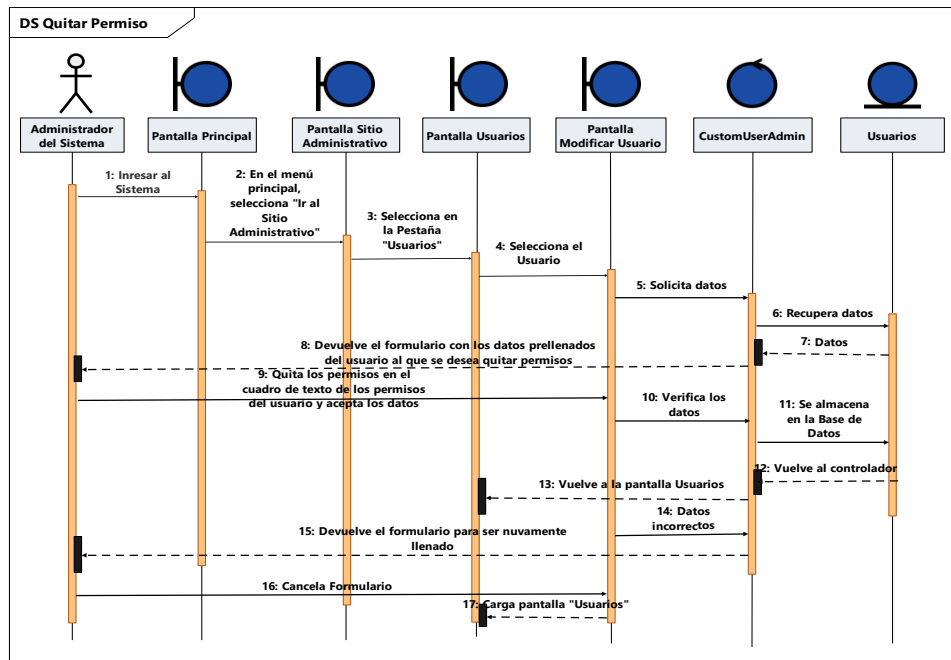 DS Quitar Permiso
Administrador
del Sistema
Pantalla Principal
Pantalla Sitio
Administrativo
Pantalla Usuarios
Pantalla
Modificar Usuario
CustomUserAdmin
Usuarios
1: Inresar al
Sistema
2: En el menú
principal,
selecciona "Ir al
Sitio
Administrativo"
3: Selecciona en
la Pestaña
"Usuarios"
4: Selecciona el
Usuario
5: Solicita datos
6: Recupera datos
7: Datos
8: Devuelve el formulario con los datos prellenados
del usuario al que se desea quitar permisos
9: Quita los permisos en el
cuadro de texto de los permisos
del usuario y acepta los datos
10: Verifica los
datos
11: Se almacena
en la Base de
Datos
12: Vuelve al controlador
13: Vuelve a la pantalla Usuarios
14: Datos
incorrectos
15: Devuelve el formulario para ser nuvamente
llenado
16: Cancela Formulario
17: Carga pantalla "Usuarios"